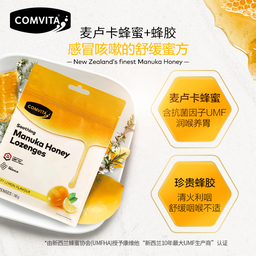 COMVITA
麦卢卡蜂蜜+蜂胶
感冒咳嗽的舒缓蜜方
New Zealand's finest Manuka Honey
COMVITA
Soothing
Manuka Honey
Lozenges
麦卢卡蜂蜜
含抗菌因子UMF
润喉养胃
珍贵蜂胶
清火利咽
舒缓咽喉不适
*由新西兰蜂蜜协会(UMFHA)授予康维他“新西兰10年最大UMF生产商”认证